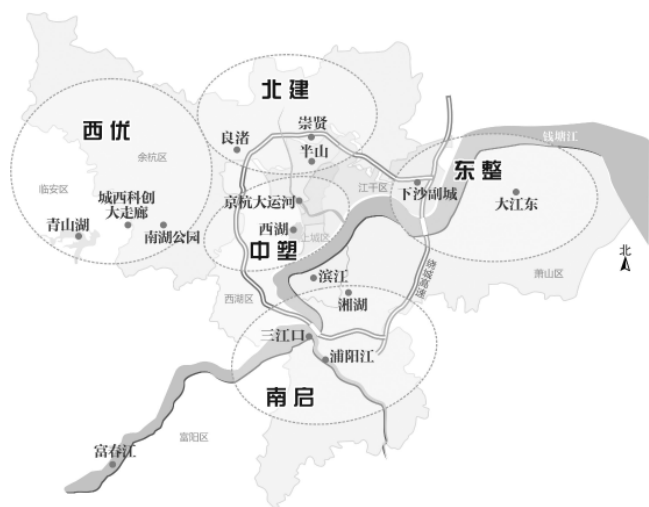 北建
崇贤
良渚
半山
西优
余杭区
临安区
城西科创
大走廊
青山湖
南湖公园
京杭大运河
西湖
上城区
中塑
江干区
下沙副城
东整
钱塘江
大江东
北
萧山区
滨江
湘湖
绕城高速
西湖区
三江口
浦阳江
南启
富阳区
富春江